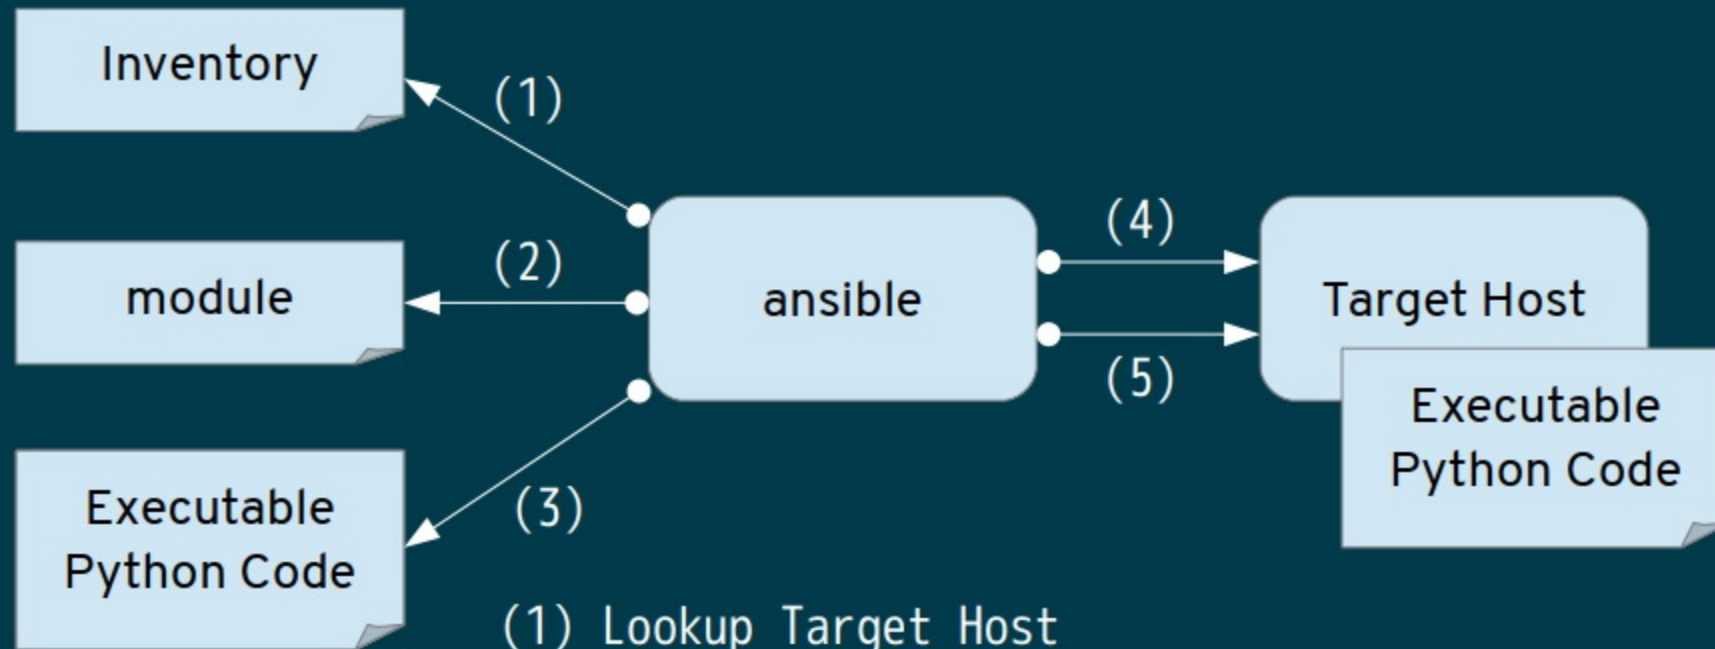 Inventory
(1)
(2)
(4)
module
ansible
Target Host
(5)
Executable
Python Code
Executable
Python Code
(3)
(1) Lookup Target Host